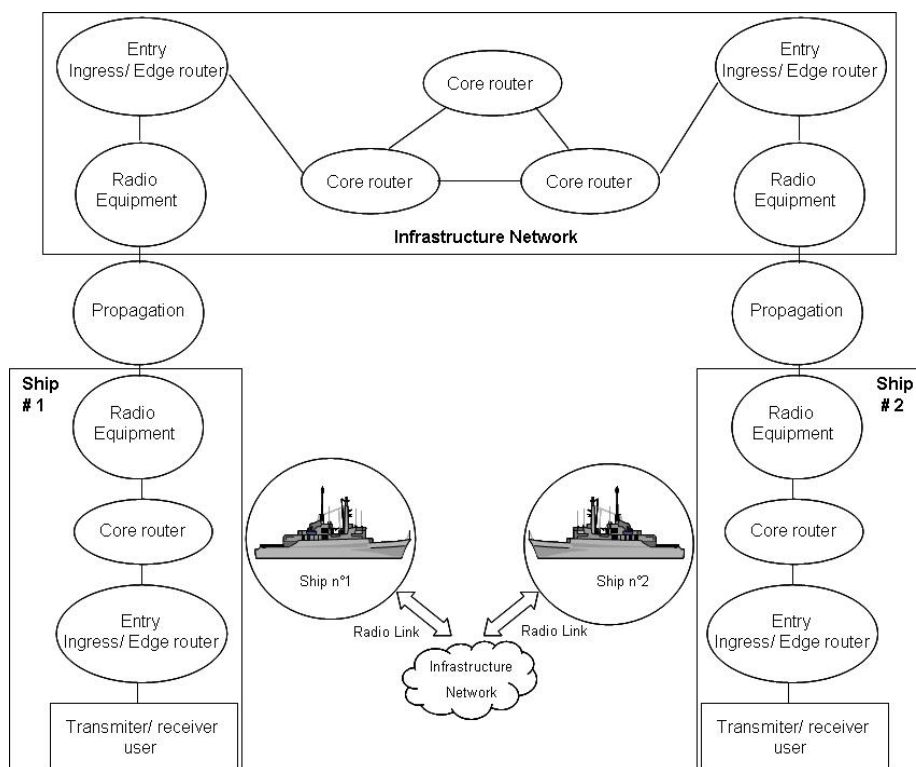 Entry
Ingress/ Edge router
Core router
Entry
Ingress/ Edge router
Radio
Equipment
Core router
Core router
Radio
Equipment
Infrastructure Network
Propagation
Propagation
Ship
# 1
Radio
Equipment
Radio
Equipment
Ship
# 2
Core router
Core router
Ship n°1
Ship n°2
Entry
Ingress/ Edge router
Radio Link
Radio Link
Entry
Ingress/ Edge router
Infrastructure
Network
Transmiter/ receiver
user
Transmiter/ receiver
user